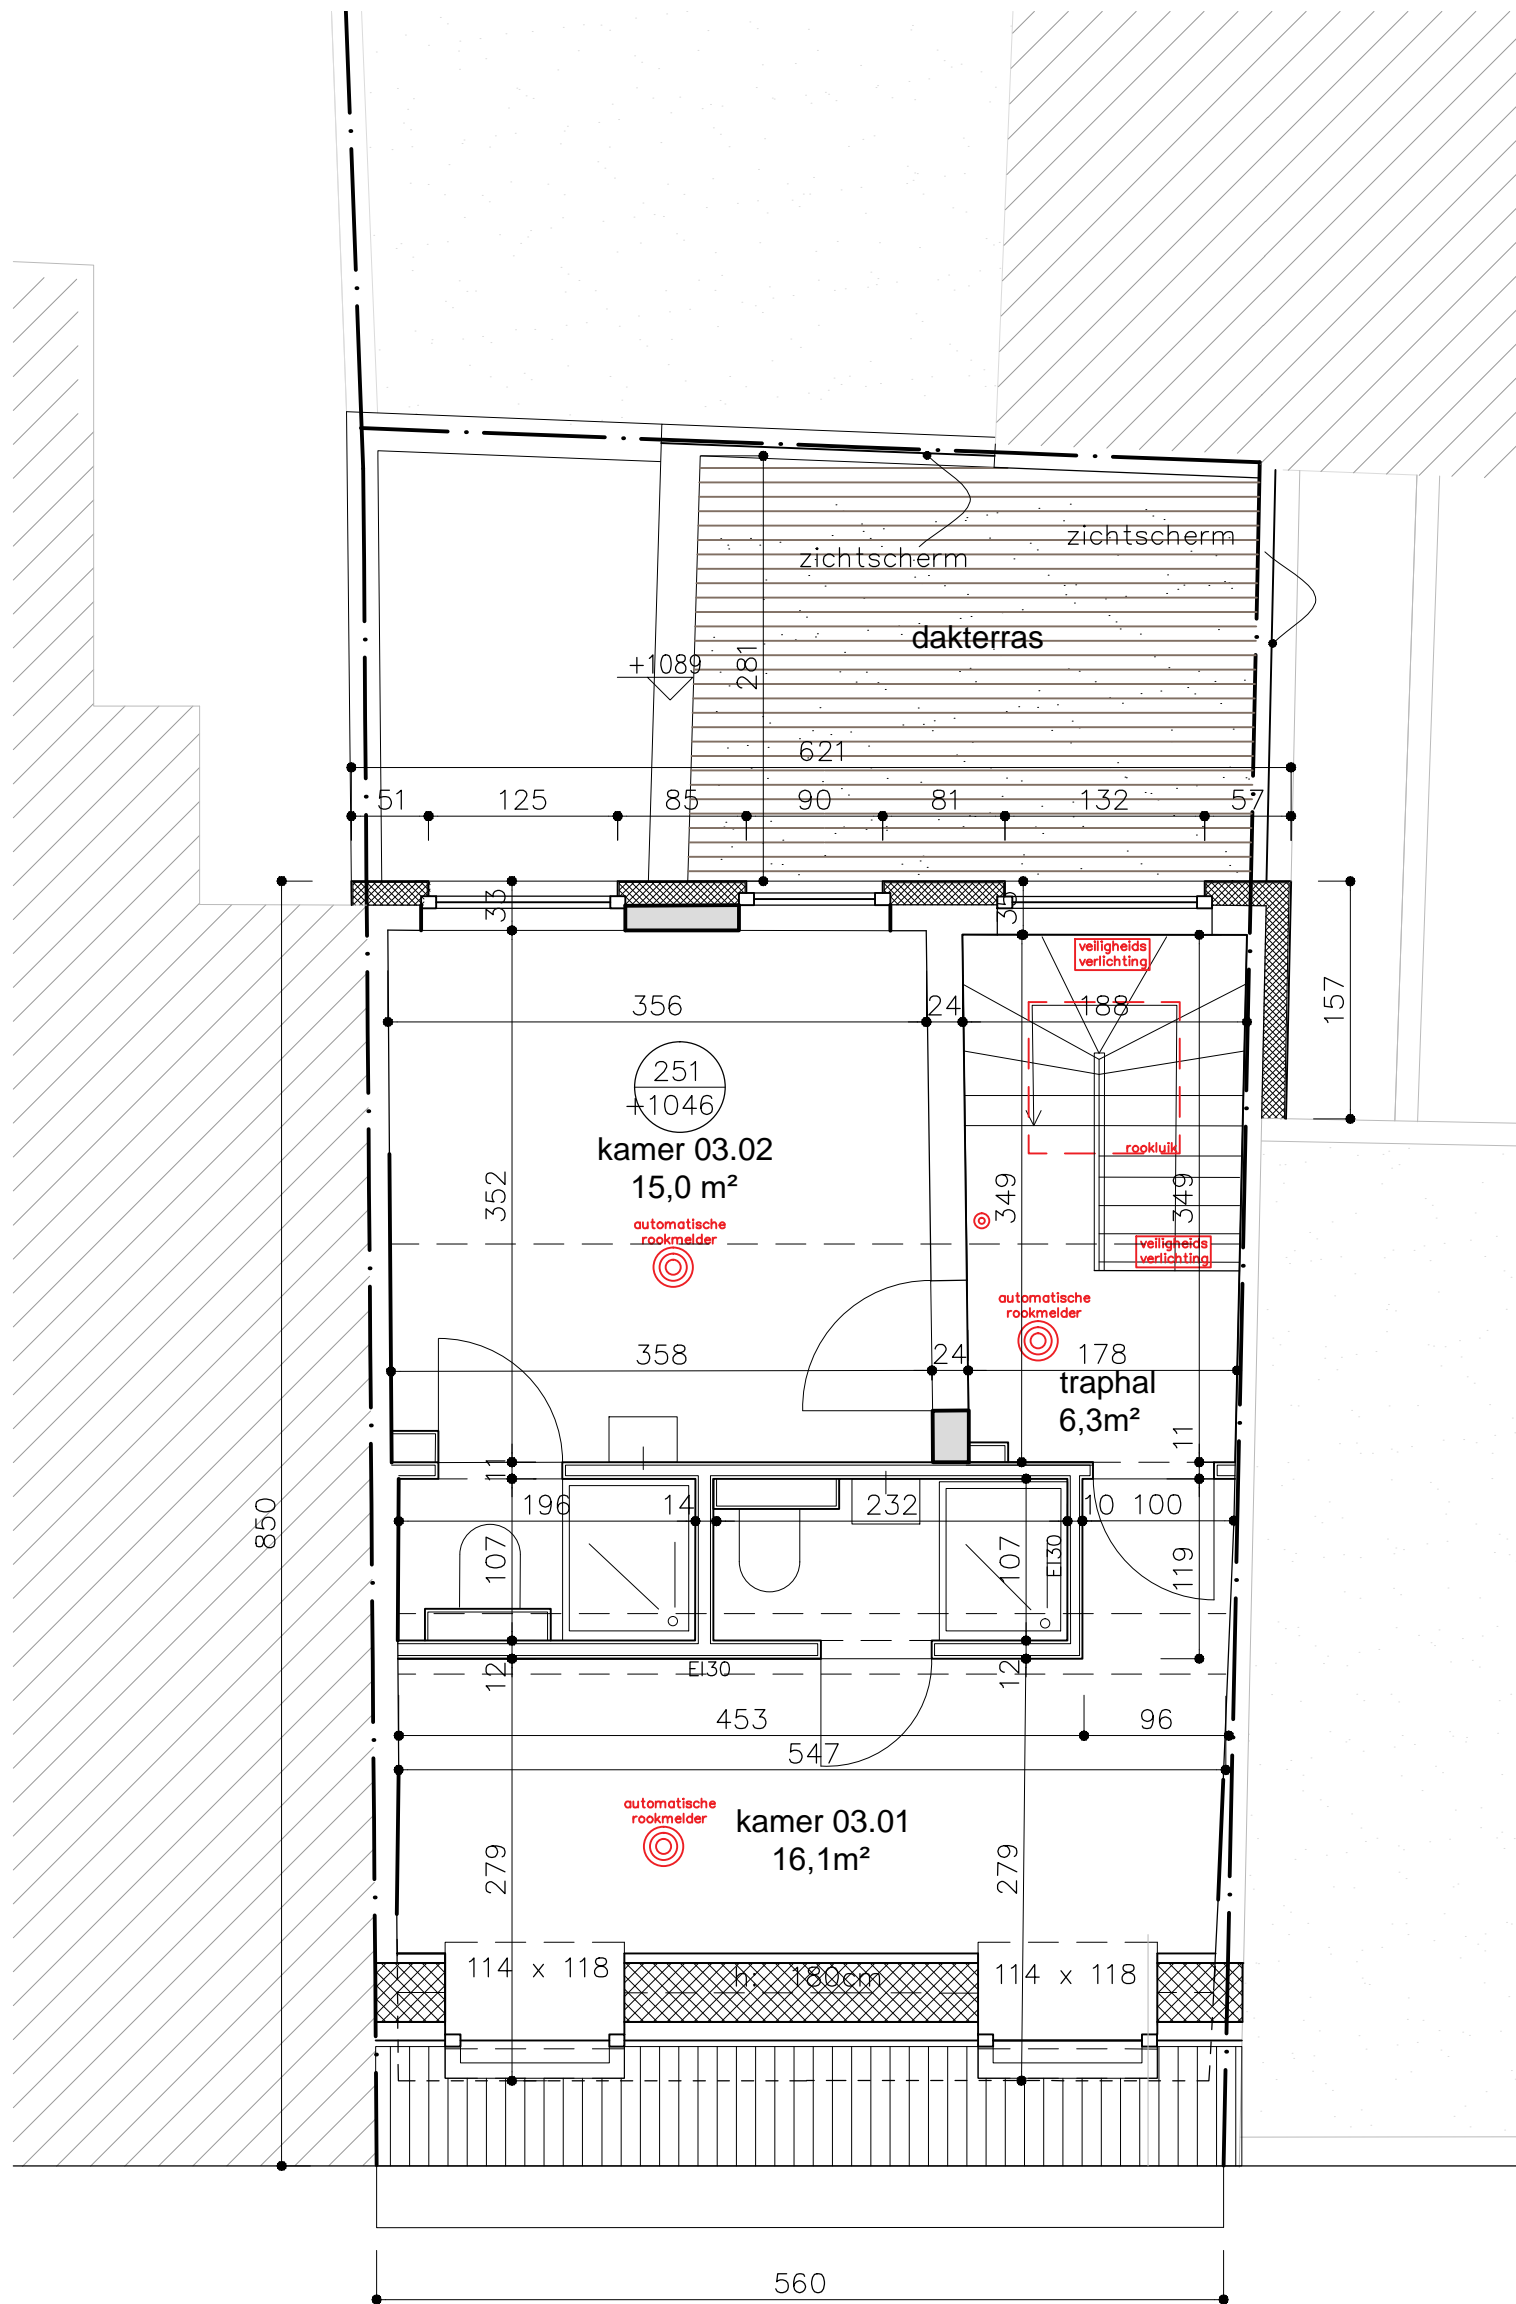 zichtscherm
zichtscherm
dakterras
+1089
281
621
51 125 85 90 81 132 57
33
35
veiligheids
verlichting
157
356 24 188
251
+1046
kamer 03.02
15,0 m²
rookluik
352
349
349
automatische
rookmelder
veiligheids
verlichting
automatische
rookmelder
358 24 178
traphal
6,3m²
11
11
850
196 14 232 10 100
107
107
EI30
119
12
EI30
12
453 96
547
automatische
rookmelder
kamer 03.01
16,1m²
279
279
114 x 118
h: 180cm
114 x 118
560